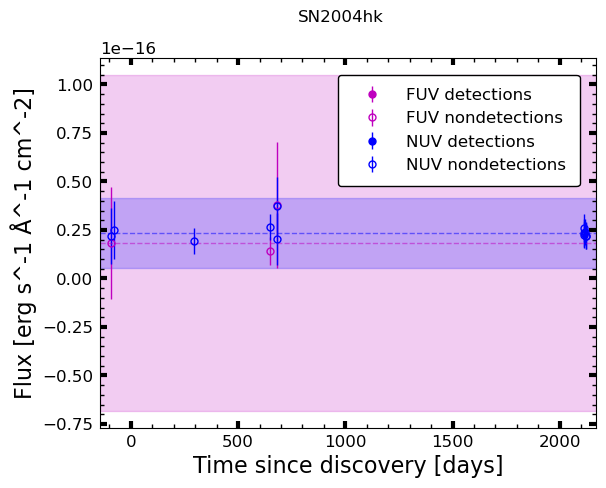 SN2004hk
1e−16
1.00
0.75
0.50
0.25
0.00
−0.25
−0.50
−0.75
Flux [erg s^-1 Å^-1 cm^-2]
FUV detections
FUV nondetections
NUV detections
NUV nondetections
0 500 1000 1500 2000
Time since discovery [days]